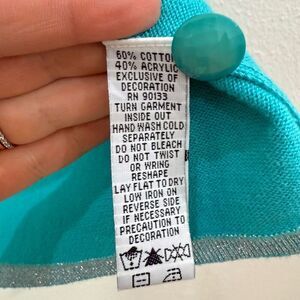 60% COTTON
40% ACRYLIC
EXCLUSIVE OF
DECORATION
RN 90133
TURN GARMENT
INSIDE OUT
HAND WASH COLD
SEPARATELY
DO NOT BLEACH
DO NOT TWIST
OR WRING
RESHAPE
LAY FLAT TO DRY
LOW IRON ON
REVERSE SIDE
IF NECESSARY
PRECAUTION TO
DECORATION